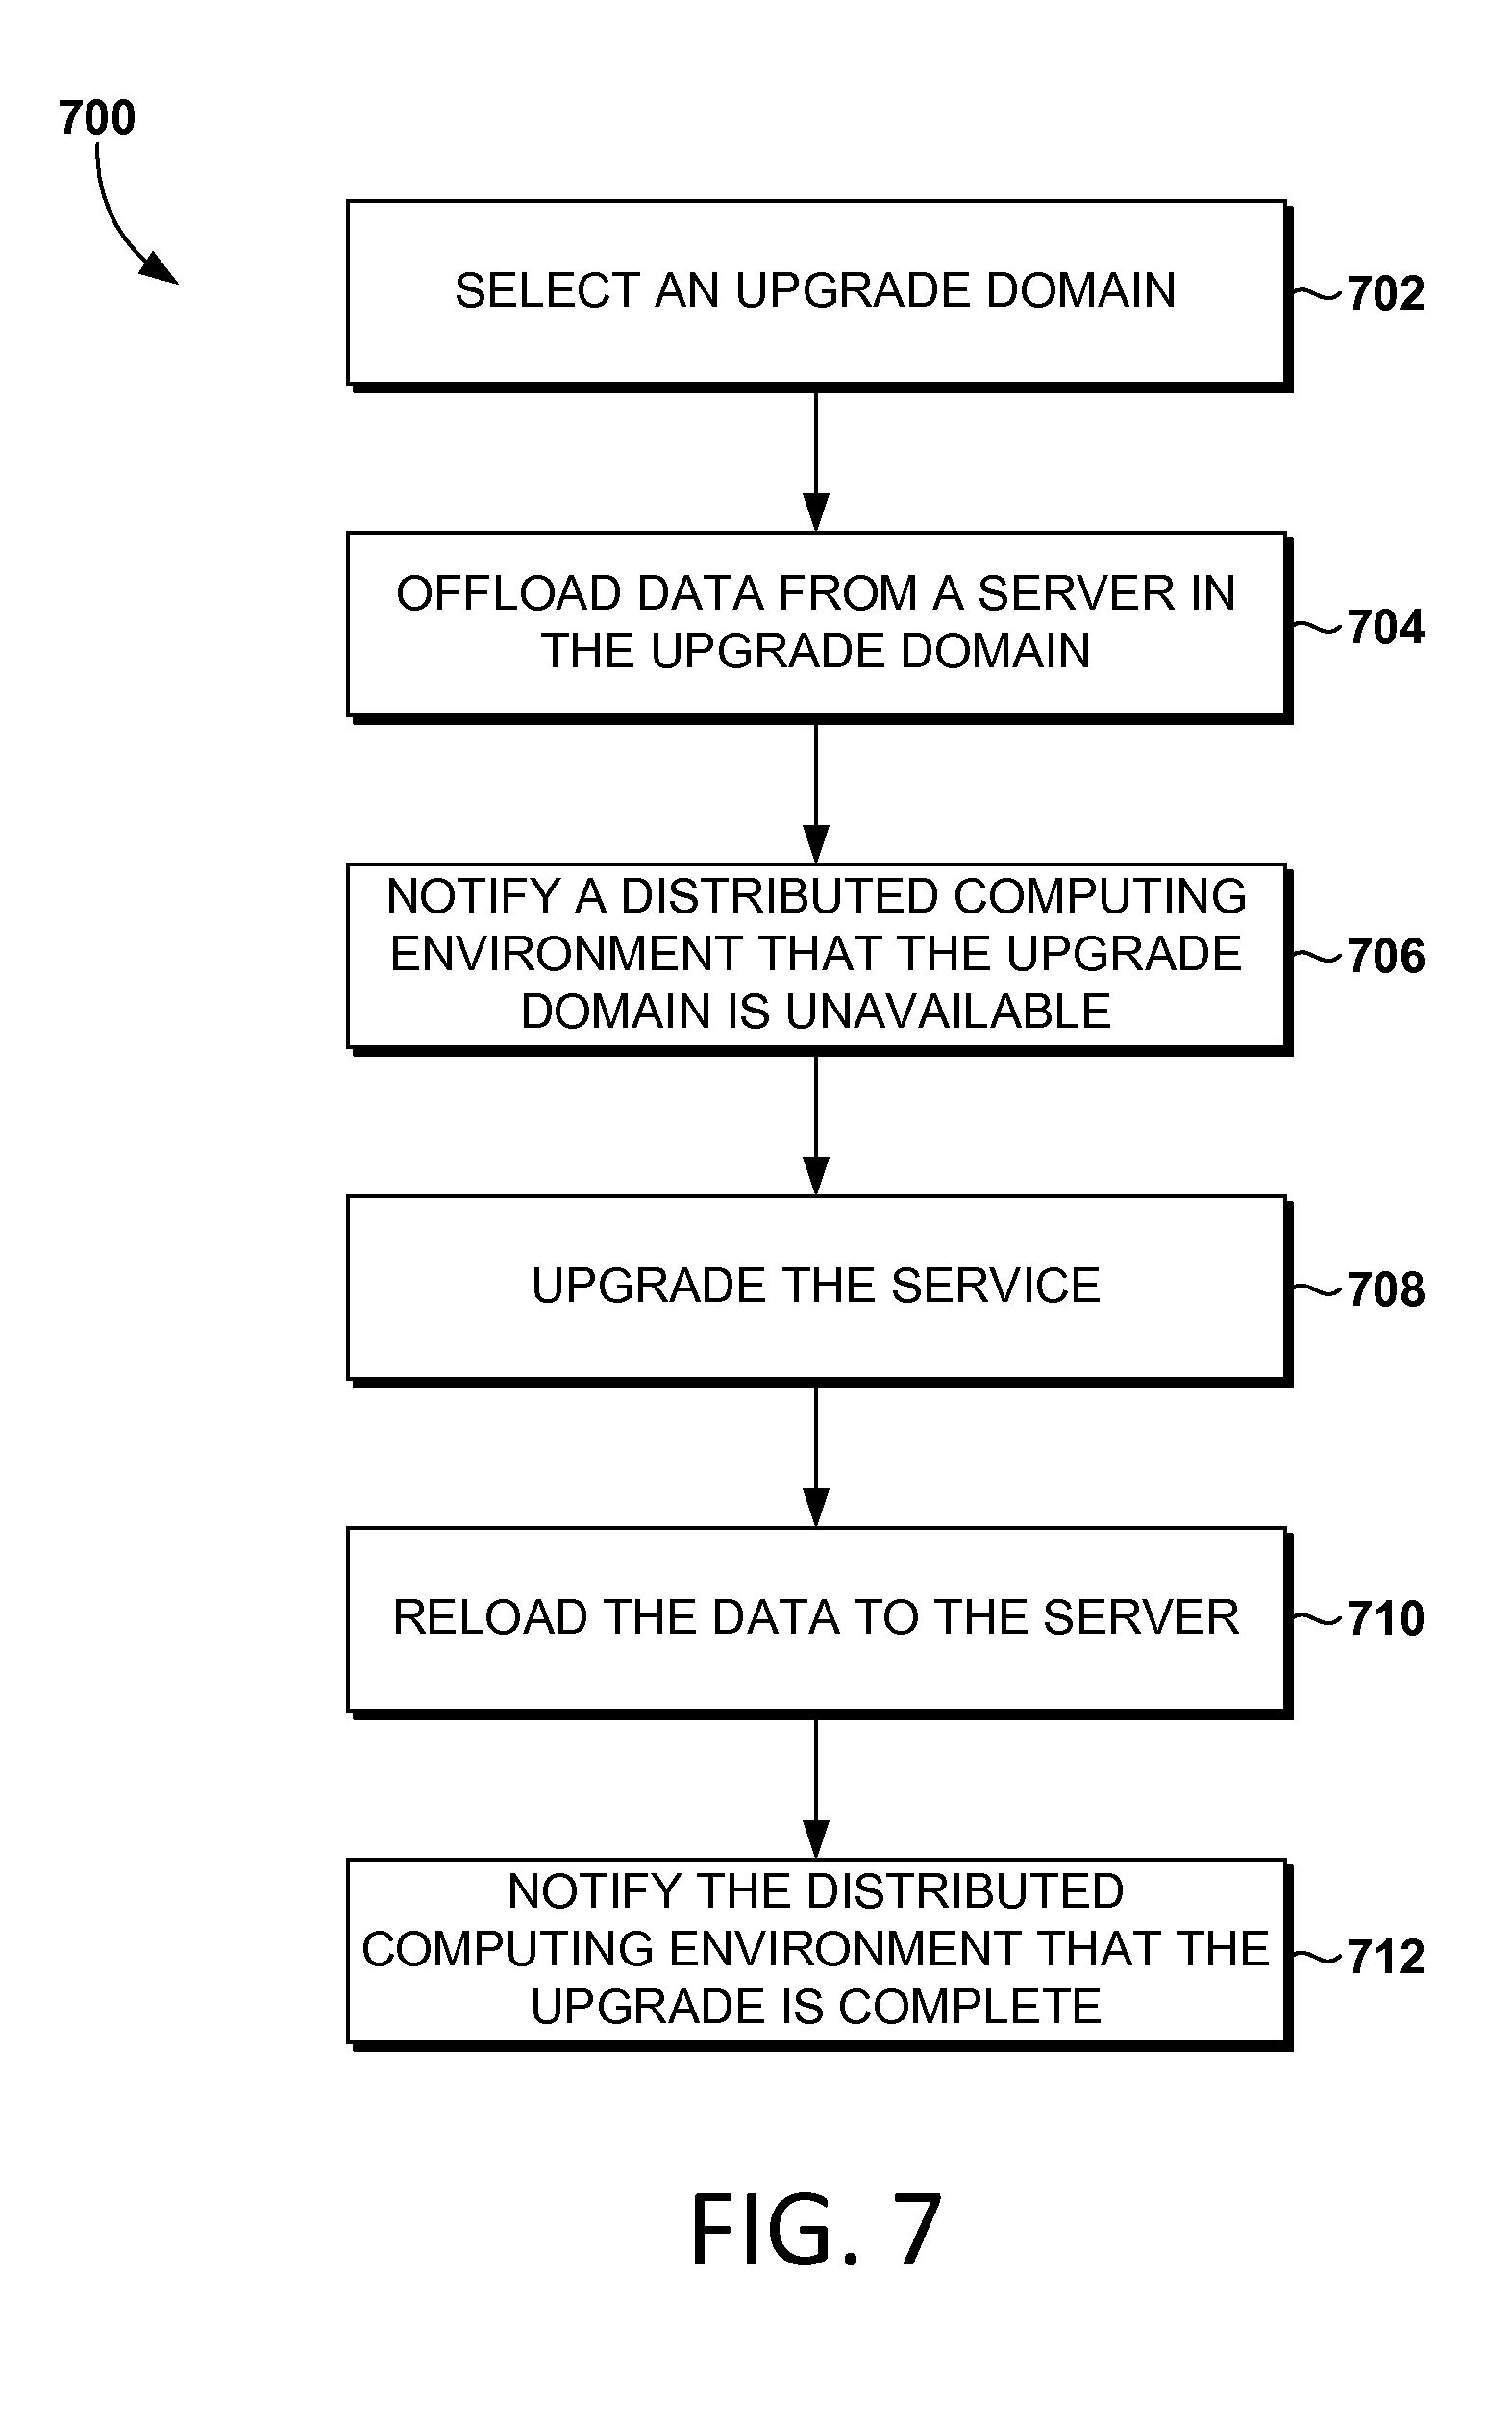 700
SELECT AN UPGRADE DOMAIN
702
OFFLOAD DATA FROM A SERVER IN
THE UPGRADE DOMAIN
704
NOTIFY A DISTRIBUTED COMPUTING
ENVIRONMENT THAT THE UPGRADE
DOMAIN IS UNAVAILABLE
706
UPGRADE THE SERVICE
708
RELOAD THE DATA TO THE SERVER
710
NOTIFY THE DISTRIBUTED
COMPUTING ENVIRONMENT THAT THE
UPGRADE IS COMPLETE
712
FIG. 7